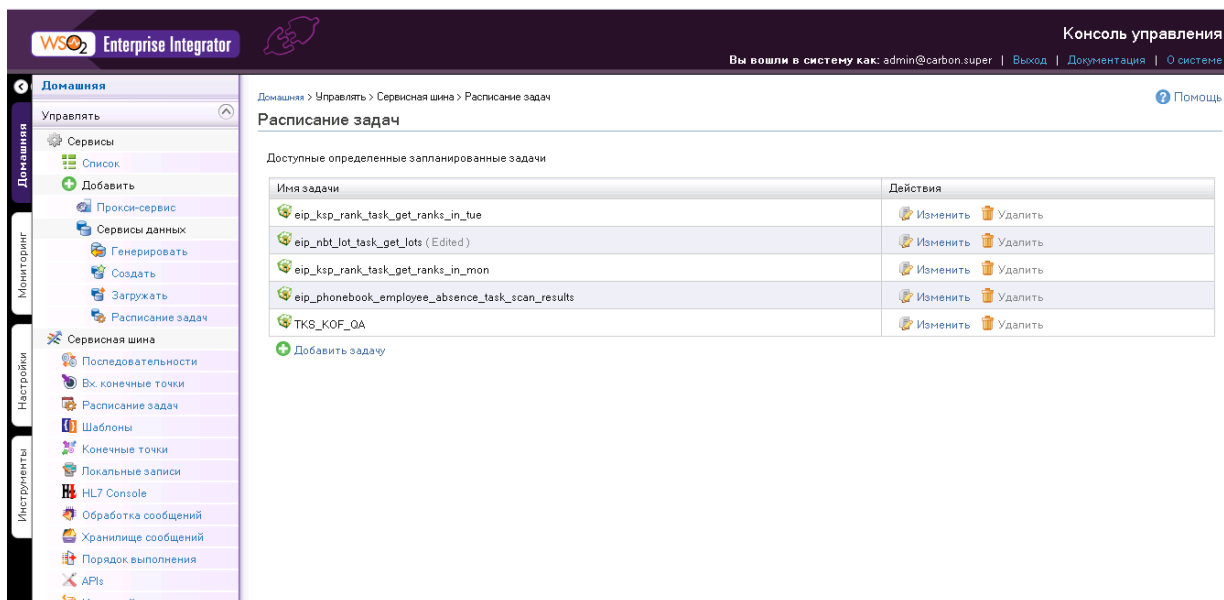 WSO2 Enterprise Integrator
Консоль управления
Вы вошли в систему как: admin@carbon.super | Выход | Документация | О системе
Домашняя
Мониторинг
Настройки
Инструменты
Домашняя
Управлять
Сервисы
Список
Добавить
Прокси-сервис
Сервисы данных
Генерировать
Создать
Загружать
Расписание задач
Сервисная шина
Последовательности
Вх. конечные точки
Расписание задач
Шаблоны
Конечные точки
Локальные записи
HL7 Console
Обработка сообщений
Хранилище сообщений
Порядок выполнения
APIs
Домашняя > Управлять > Сервисная шина > Расписание задач
Помощь
Расписание задач
Доступные определенные запланированные задачи
Имя задачи Действия
eip_ksp_rank_task_get_ranks_in_tue Изменить Удалить
eip_nbt_lot_task_get_lots ( Edited ) Изменить Удалить
eip_ksp_rank_task_get_ranks_in_mon Изменить Удалить
eip_phonebook_employee_absence_task_scan_results Изменить Удалить
TKS_KOF_QA Изменить Удалить
Добавить задачу